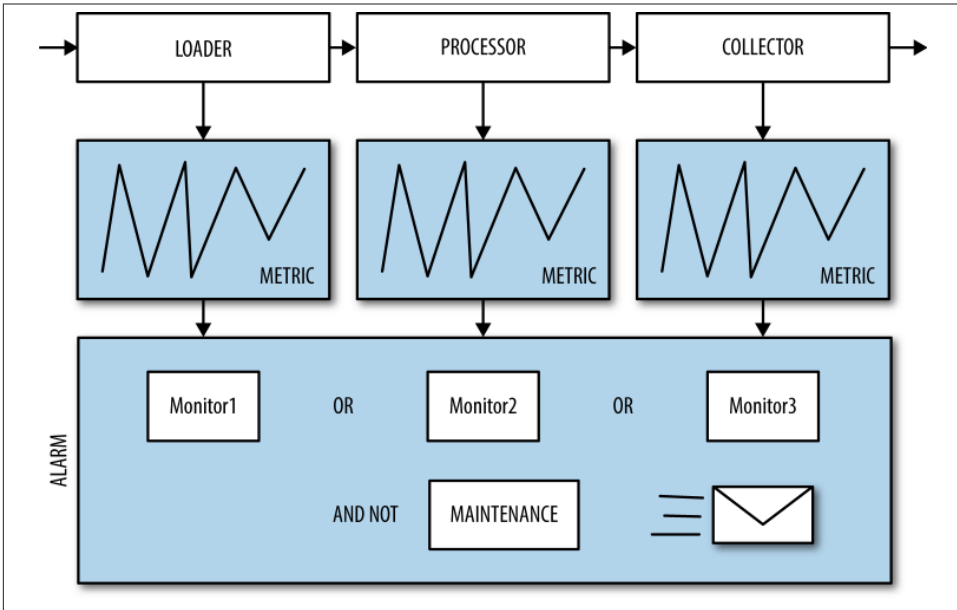 LOADER
PROCESSOR
COLLECTOR
METRIC
METRIC
METRIC
ALARM
Monitor1 OR Monitor2 OR Monitor3
AND NOT MAINTENANCE